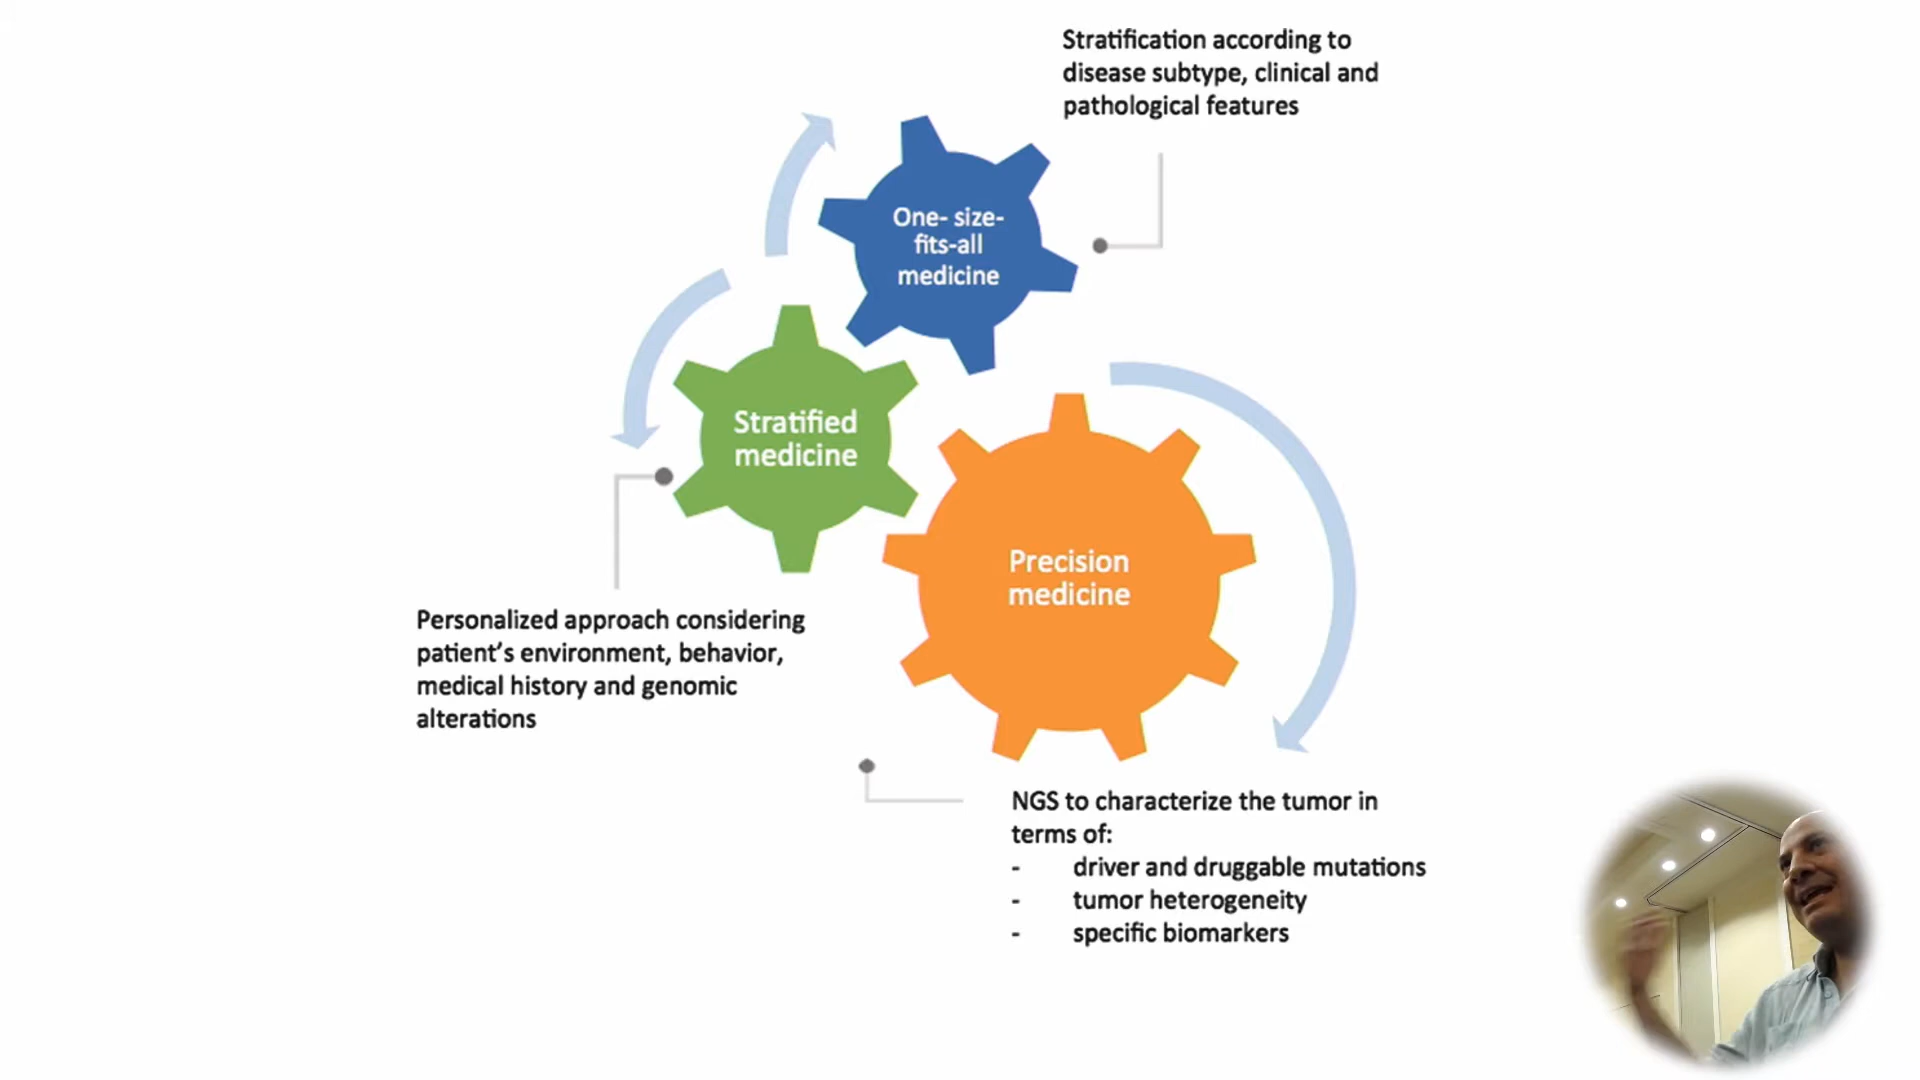 Stratification according to
disease subtype, clinical and
pathological features
One- size-
fits-all
medicine
Stratified
medicine
Precision
medicine
Personalized approach considering
patient's environment, behavior,
medical history and genomic
alterations
NGS to characterize the tumor in
terms of:
- driver and druggable mutations
- tumor heterogeneity
- specific biomarkers